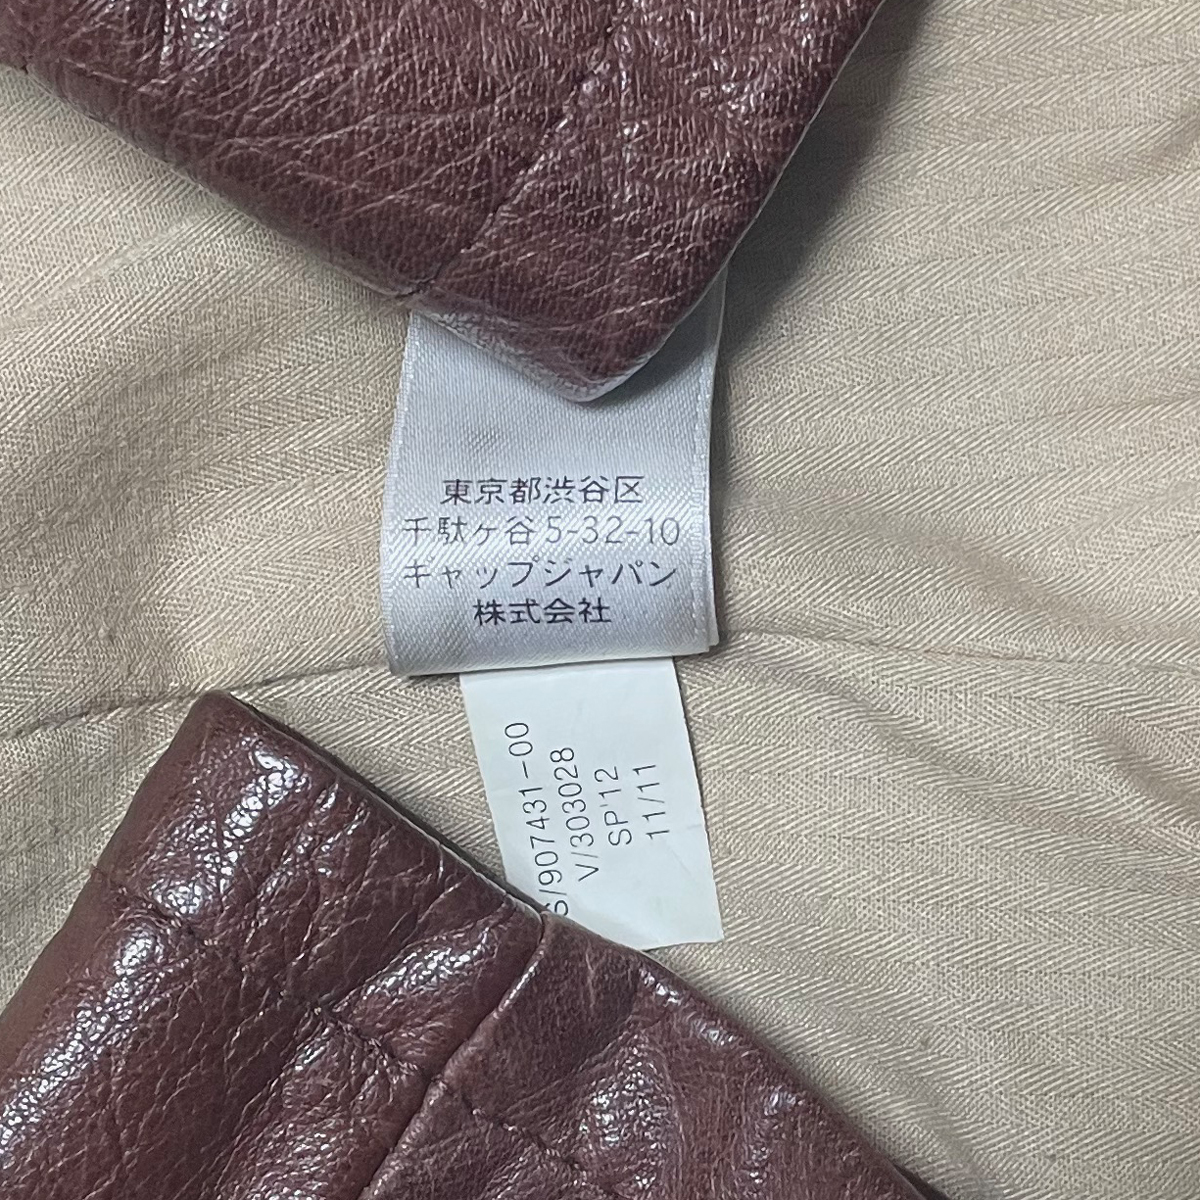 東京都渋谷区
千駄ヶ谷5-32-10
ギャップジャパン
株式会社
S/907431-00
V/303028
SP'12
11/11